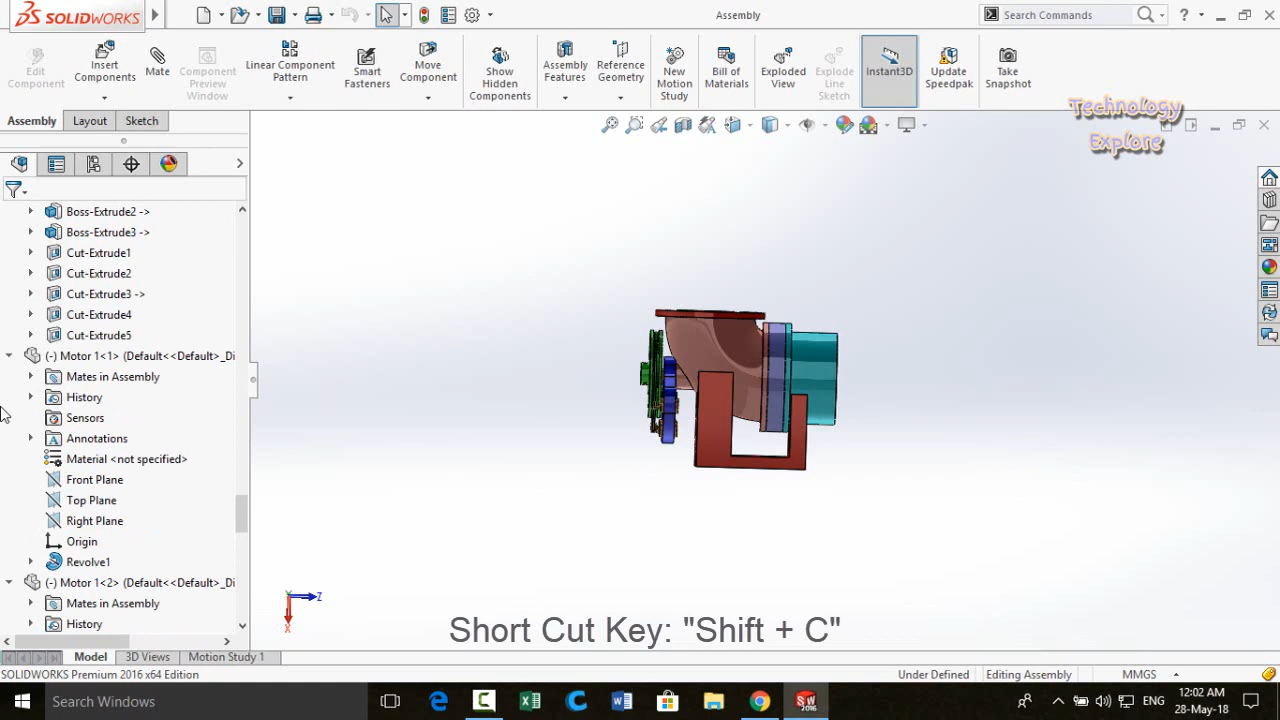 SOLIDWORKS
Assembly
Search Commands
Edit Component
Insert Components
Mate
Component Preview Window
Linear Component Pattern
Smart Fasteners
Move Component
Show Hidden Components
Assembly Features
Reference Geometry
New Motion Study
Bill of Materials
Exploded View
Explode Line Sketch
Instant3D
Update Speedpak
Take Snapshot
Technology
Explore
Assembly
Layout
Sketch
Boss-Extrude2 ->
Boss-Extrude3 ->
Cut-Extrude1
Cut-Extrude2
Cut-Extrude3 ->
Cut-Extrude4
Cut-Extrude5
(-) Motor 1<1> (Default<<Default>_Di
Mates in Assembly
History
Sensors
Annotations
Material <not specified>
Front Plane
Top Plane
Right Plane
Origin
Revolve1
(-) Motor 1<2> (Default<<Default>_Di
Mates in Assembly
History
Y
Z
X
Short Cut Key: "Shift + C"
Model
3D Views
Motion Study 1
SOLIDWORKS Premium 2016 x64 Edition
Under Defined
Editing Assembly
MMGS
Search Windows
SW
2016
ENG
12:02 AM
28-May-18